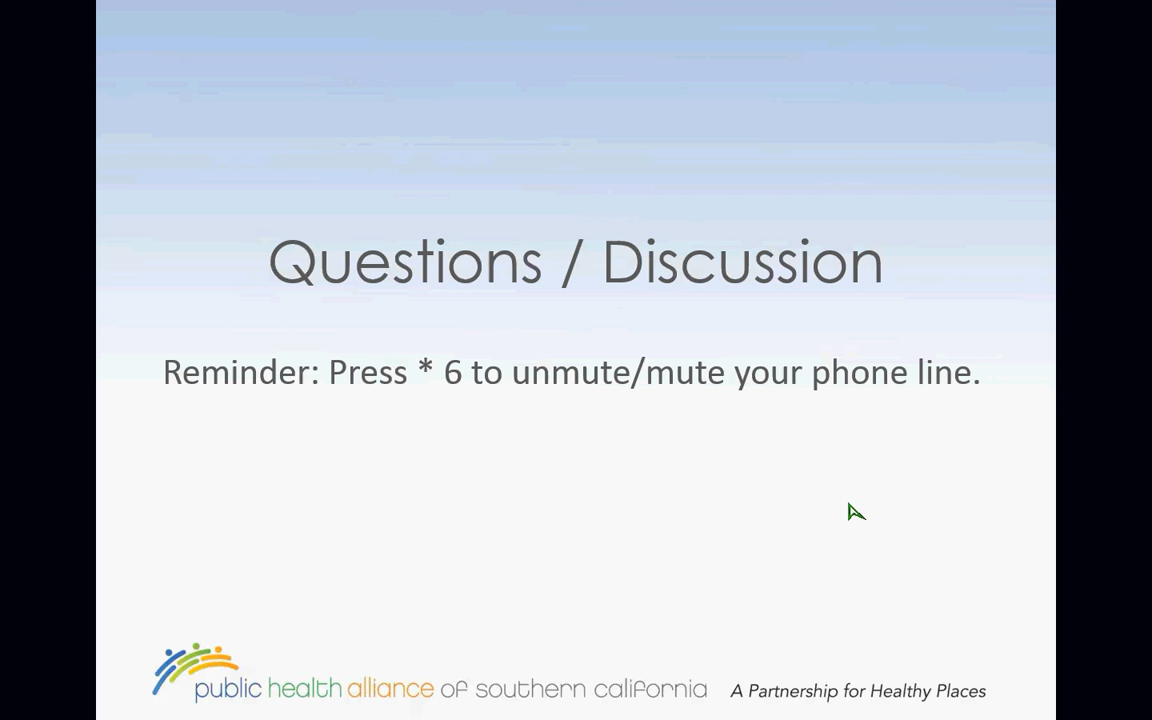 Questions / Discussion
Reminder: Press * 6 to unmute/mute your phone line.
public health alliance of southern california A Partnership for Healthy Places